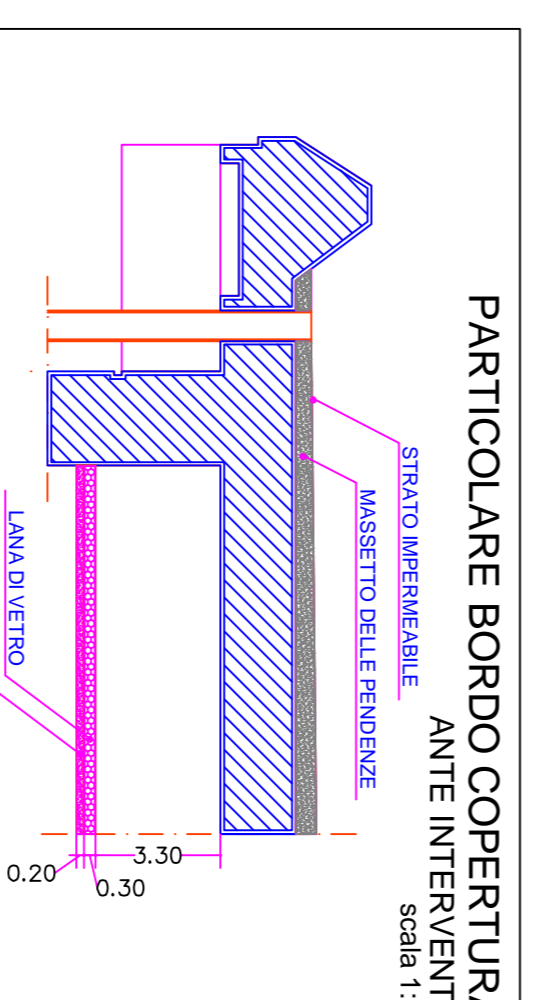 PARTICOLARE BORDO COPERTURA
ANTE INTERVENT
scala 1:
STRATO IMPERMEABILE
MASSETTO DELLE PENDENZE
LANA DI VETRO
3.30
0.30
0.20